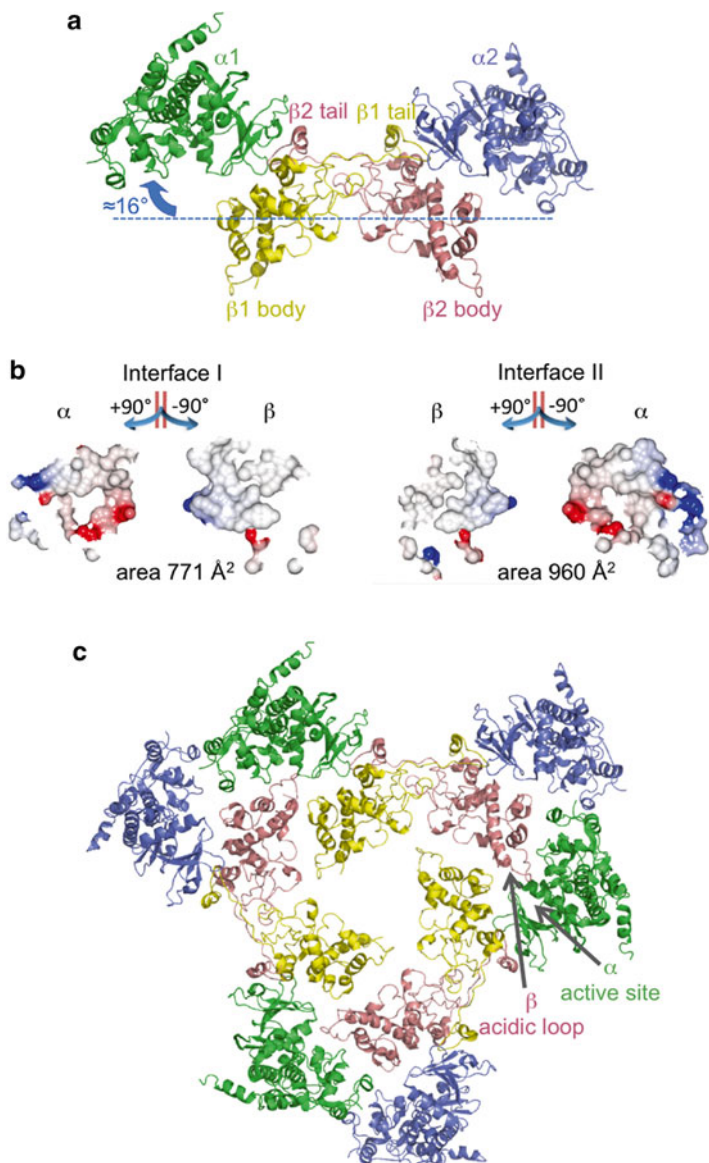 a
α1
α2
β2 tail β1 tail
≈16°
β1 body
β2 body
b
Interface I
Interface II
+90° -90°
+90° -90°
α
β
β
α
area 771 Å²
area 960 Å²
c
α
active site
β
acidic loop